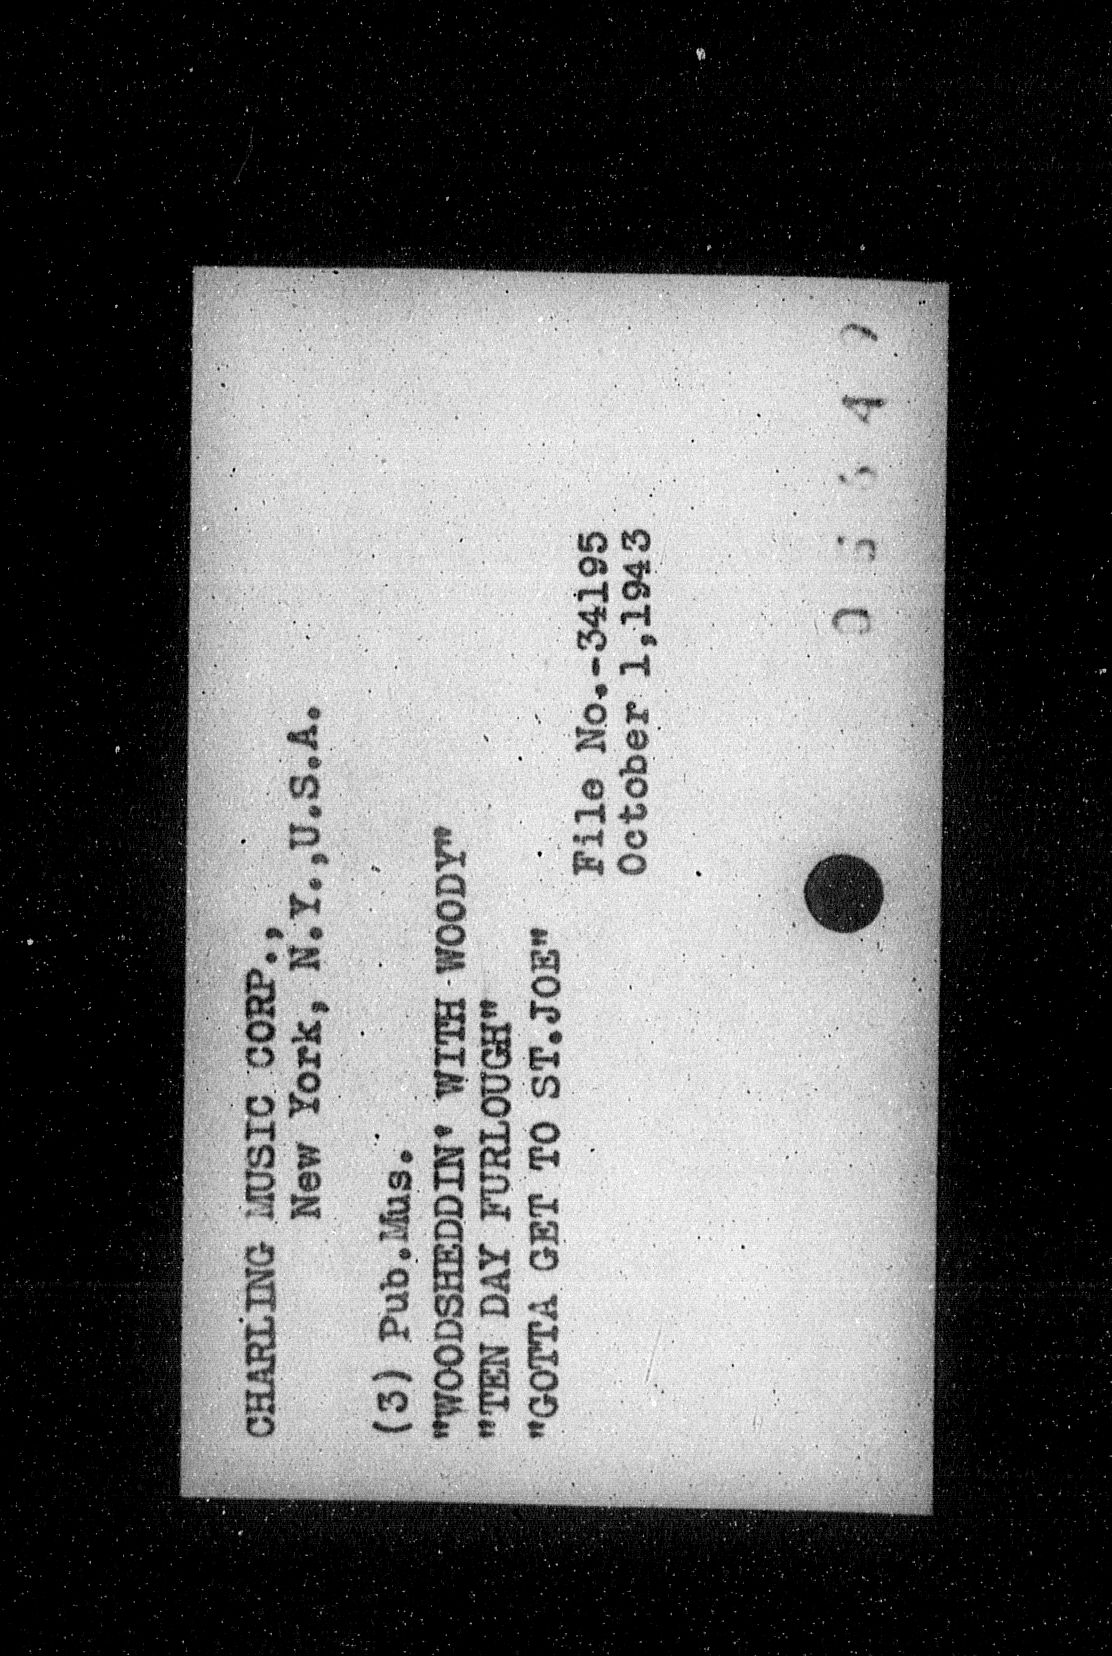 CHARLING MUSIC CORP.,
New York, N.Y.,U.S.A.
(3) Pub.Mus.
"WOODSHEDDIN' WITH WOODY"
"TEN DAY FURLOUGH"
"GOTTA GET TO ST.JOE"
File No.-34195
October 1,1943